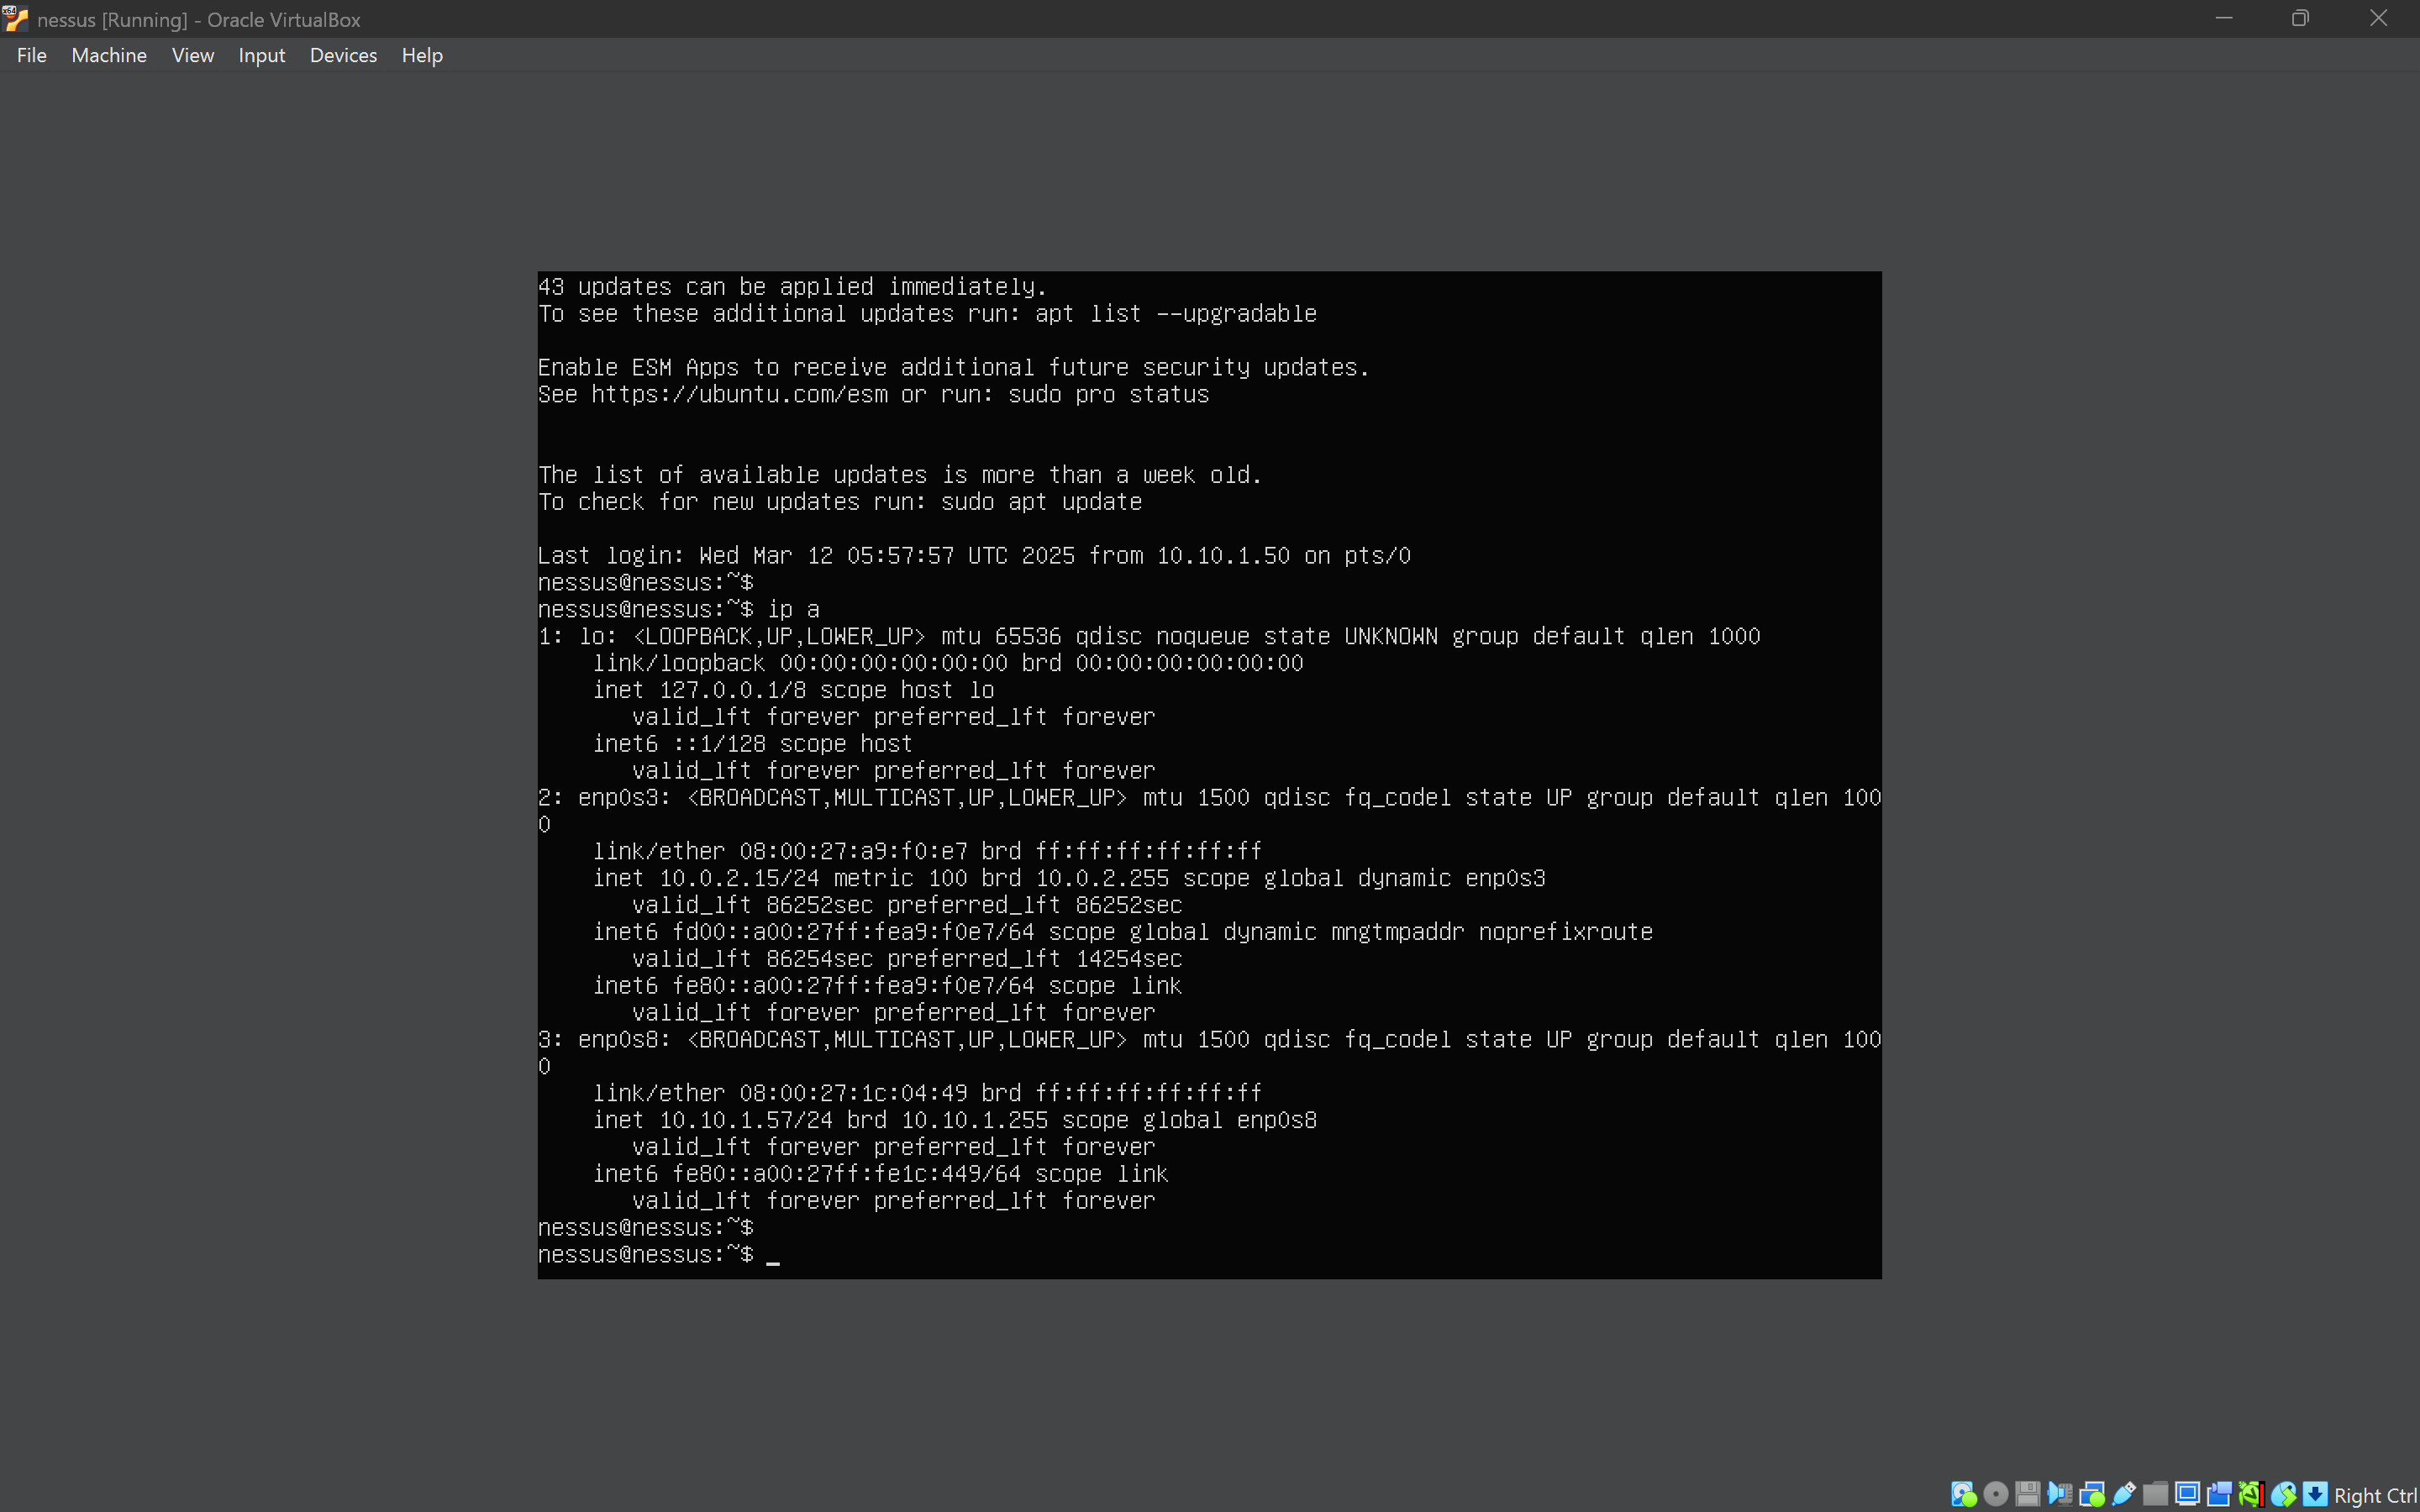 nessus [Running] - Oracle VirtualBox
File Machine View Input Devices Help
43 updates can be applied immediately.
To see these additional updates run: apt list --upgradable
Enable ESM Apps to receive additional future security updates.
See https://ubuntu.com/esm or run: sudo pro status
The list of available updates is more than a week old.
To check for new updates run: sudo apt update
Last login: Wed Mar 12 05:57:57 UTC 2025 from 10.10.1.50 on pts/0
nessus@nessus:~$
nessus@nessus:~$ ip a
1: lo: <LOOPBACK,UP,LOWER_UP> mtu 65536 qdisc noqueue state UNKNOWN group default qlen 1000
    link/loopback 00:00:00:00:00:00 brd 00:00:00:00:00:00
    inet 127.0.0.1/8 scope host lo
       valid_lft forever preferred_lft forever
    inet6 ::1/128 scope host
       valid_lft forever preferred_lft forever
2: enp0s3: <BROADCAST,MULTICAST,UP,LOWER_UP> mtu 1500 qdisc fq_codel state UP group default qlen 100
0
    link/ether 08:00:27:a9:f0:e7 brd ff:ff:ff:ff:ff:ff
    inet 10.0.2.15/24 metric 100 brd 10.0.2.255 scope global dynamic enp0s3
       valid_lft 86252sec preferred_lft 86252sec
    inet6 fd00::a00:27ff:fea9:f0e7/64 scope global dynamic mngtmpaddr noprefixroute
       valid_lft 86254sec preferred_lft 14254sec
    inet6 fe80::a00:27ff:fea9:f0e7/64 scope link
       valid_lft forever preferred_lft forever
3: enp0s8: <BROADCAST,MULTICAST,UP,LOWER_UP> mtu 1500 qdisc fq_codel state UP group default qlen 100
0
    link/ether 08:00:27:1c:04:49 brd ff:ff:ff:ff:ff:ff
    inet 10.10.1.57/24 brd 10.10.1.255 scope global enp0s8
       valid_lft forever preferred_lft forever
    inet6 fe80::a00:27ff:fe1c:449/64 scope link
       valid_lft forever preferred_lft forever
nessus@nessus:~$
nessus@nessus:~$ _
Right Ctrl